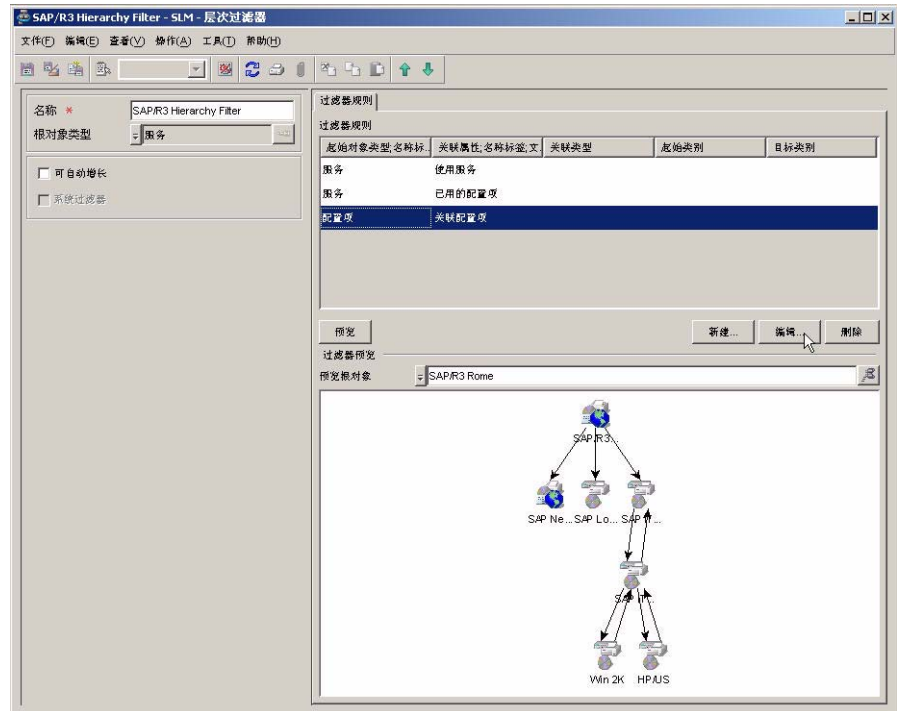 SAP/R3 Hierarchy Filter - SLM - 层次过滤器
文件(F) 编辑(E) 查看(V) 操作(A) 工具(T) 帮助(H)
名称 * SAP/R3 Hierarchy Filter
根对象类型 服务
可自动增长
系统过滤器
过滤器规则
过滤器规则
起始对象类型;名称标.. 关联属性;名称标签;文. 关联类型 起始类别 目标类别
服务 使用服务
服务 已用的配置项
配置项 关联配置项
预览 新建... 编辑... 删除
过滤器预览
预览根对象 SAP/R3 Rome
SAP/R3...
SAP Ne... SAP Lo... SAP IT...
SAP IT...
Win 2K HP/US